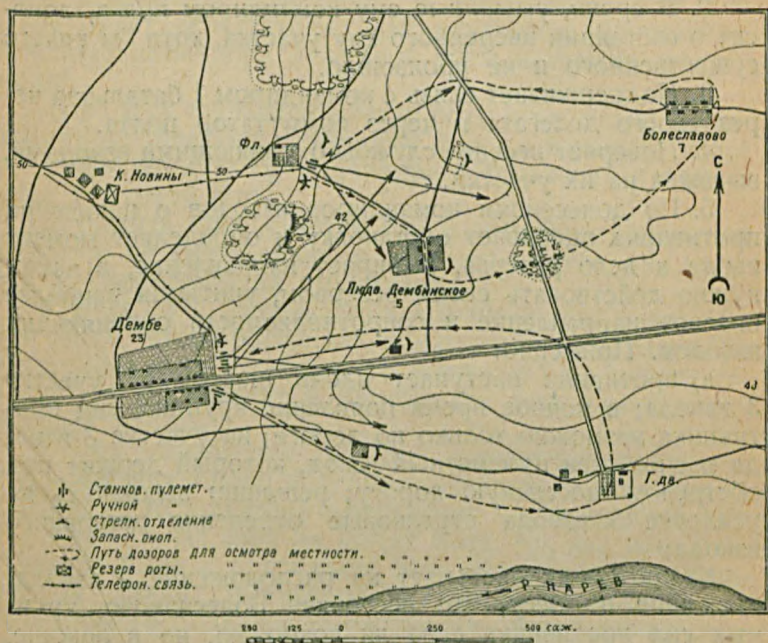 Болеславово
7
С
Ю
Фл.
К. Новины
50
50
42
Людв. Дембинское
5
Дембе
23
40
Г. дв.
Станков. пулемет.
Ручной "
Стрелк. отделение
Запасн. окоп.
Путь дозоров для осмотра местности.
Резерв роты.
Телефон. связь.
Р. НАРЕВ
250 125 0 250 500 саж.